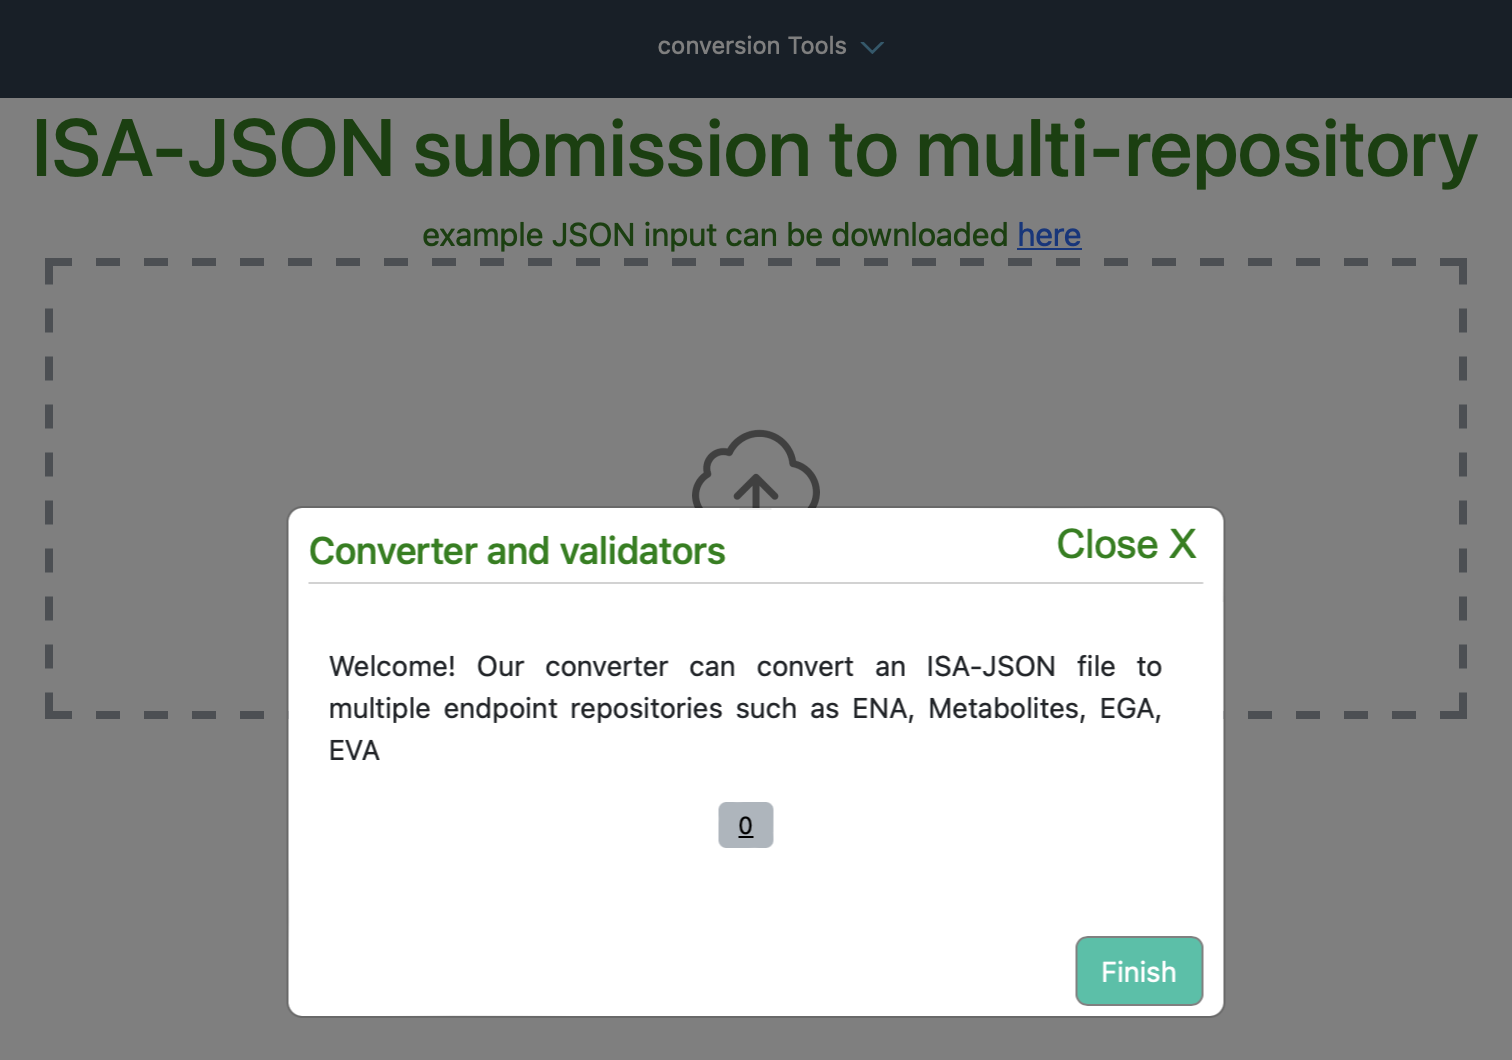 conversion Tools
ISA-JSON submission to multi-repository
example JSON input can be downloaded here
Converter and validators
Close X
Welcome! Our converter can convert an ISA-JSON file to
multiple endpoint repositories such as ENA, Metabolites, EGA,
EVA
0
Finish